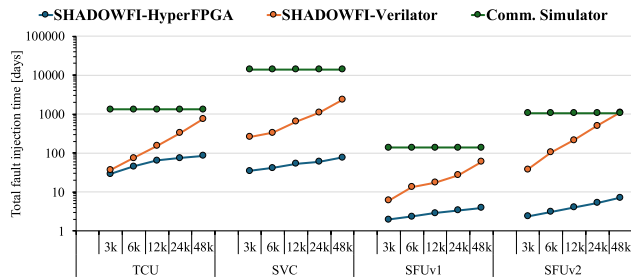 SHADOWFI-HyperFPGA SHADOWFI-Verilator Comm. Simulator
Total fault injection time [days]
100000
10000
1000
100
10
1
3k 6k 12k 24k 48k 3k 6k 12k 24k 48k 3k 6k 12k 24k 48k 3k 6k 12k 24k 48k
TCU SVC SFUv1 SFUv2